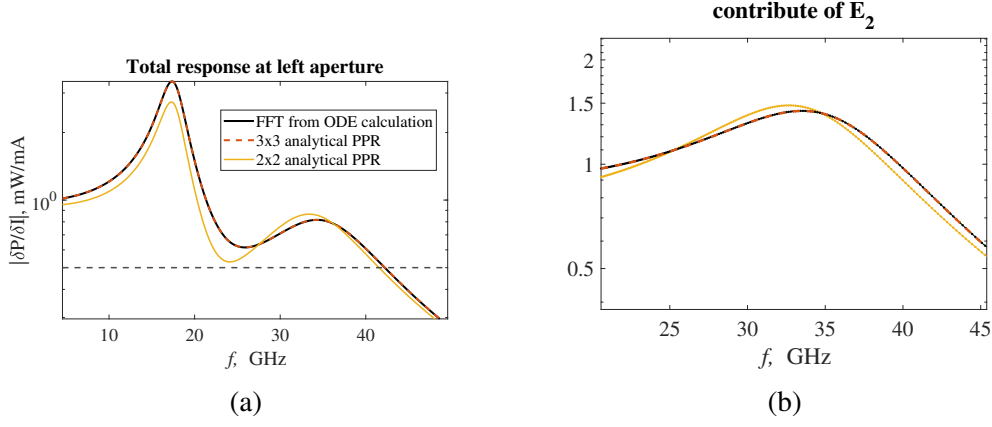 Total response at left aperture
|δP/δI|, mW/mA
10⁰
FFT from ODE calculation
3x3 analytical PPR
2x2 analytical PPR
10 20 30 40
f, GHz
(a)
contribute of E₂
2
1.5
1
0.5
25 30 35 40 45
f, GHz
(b)